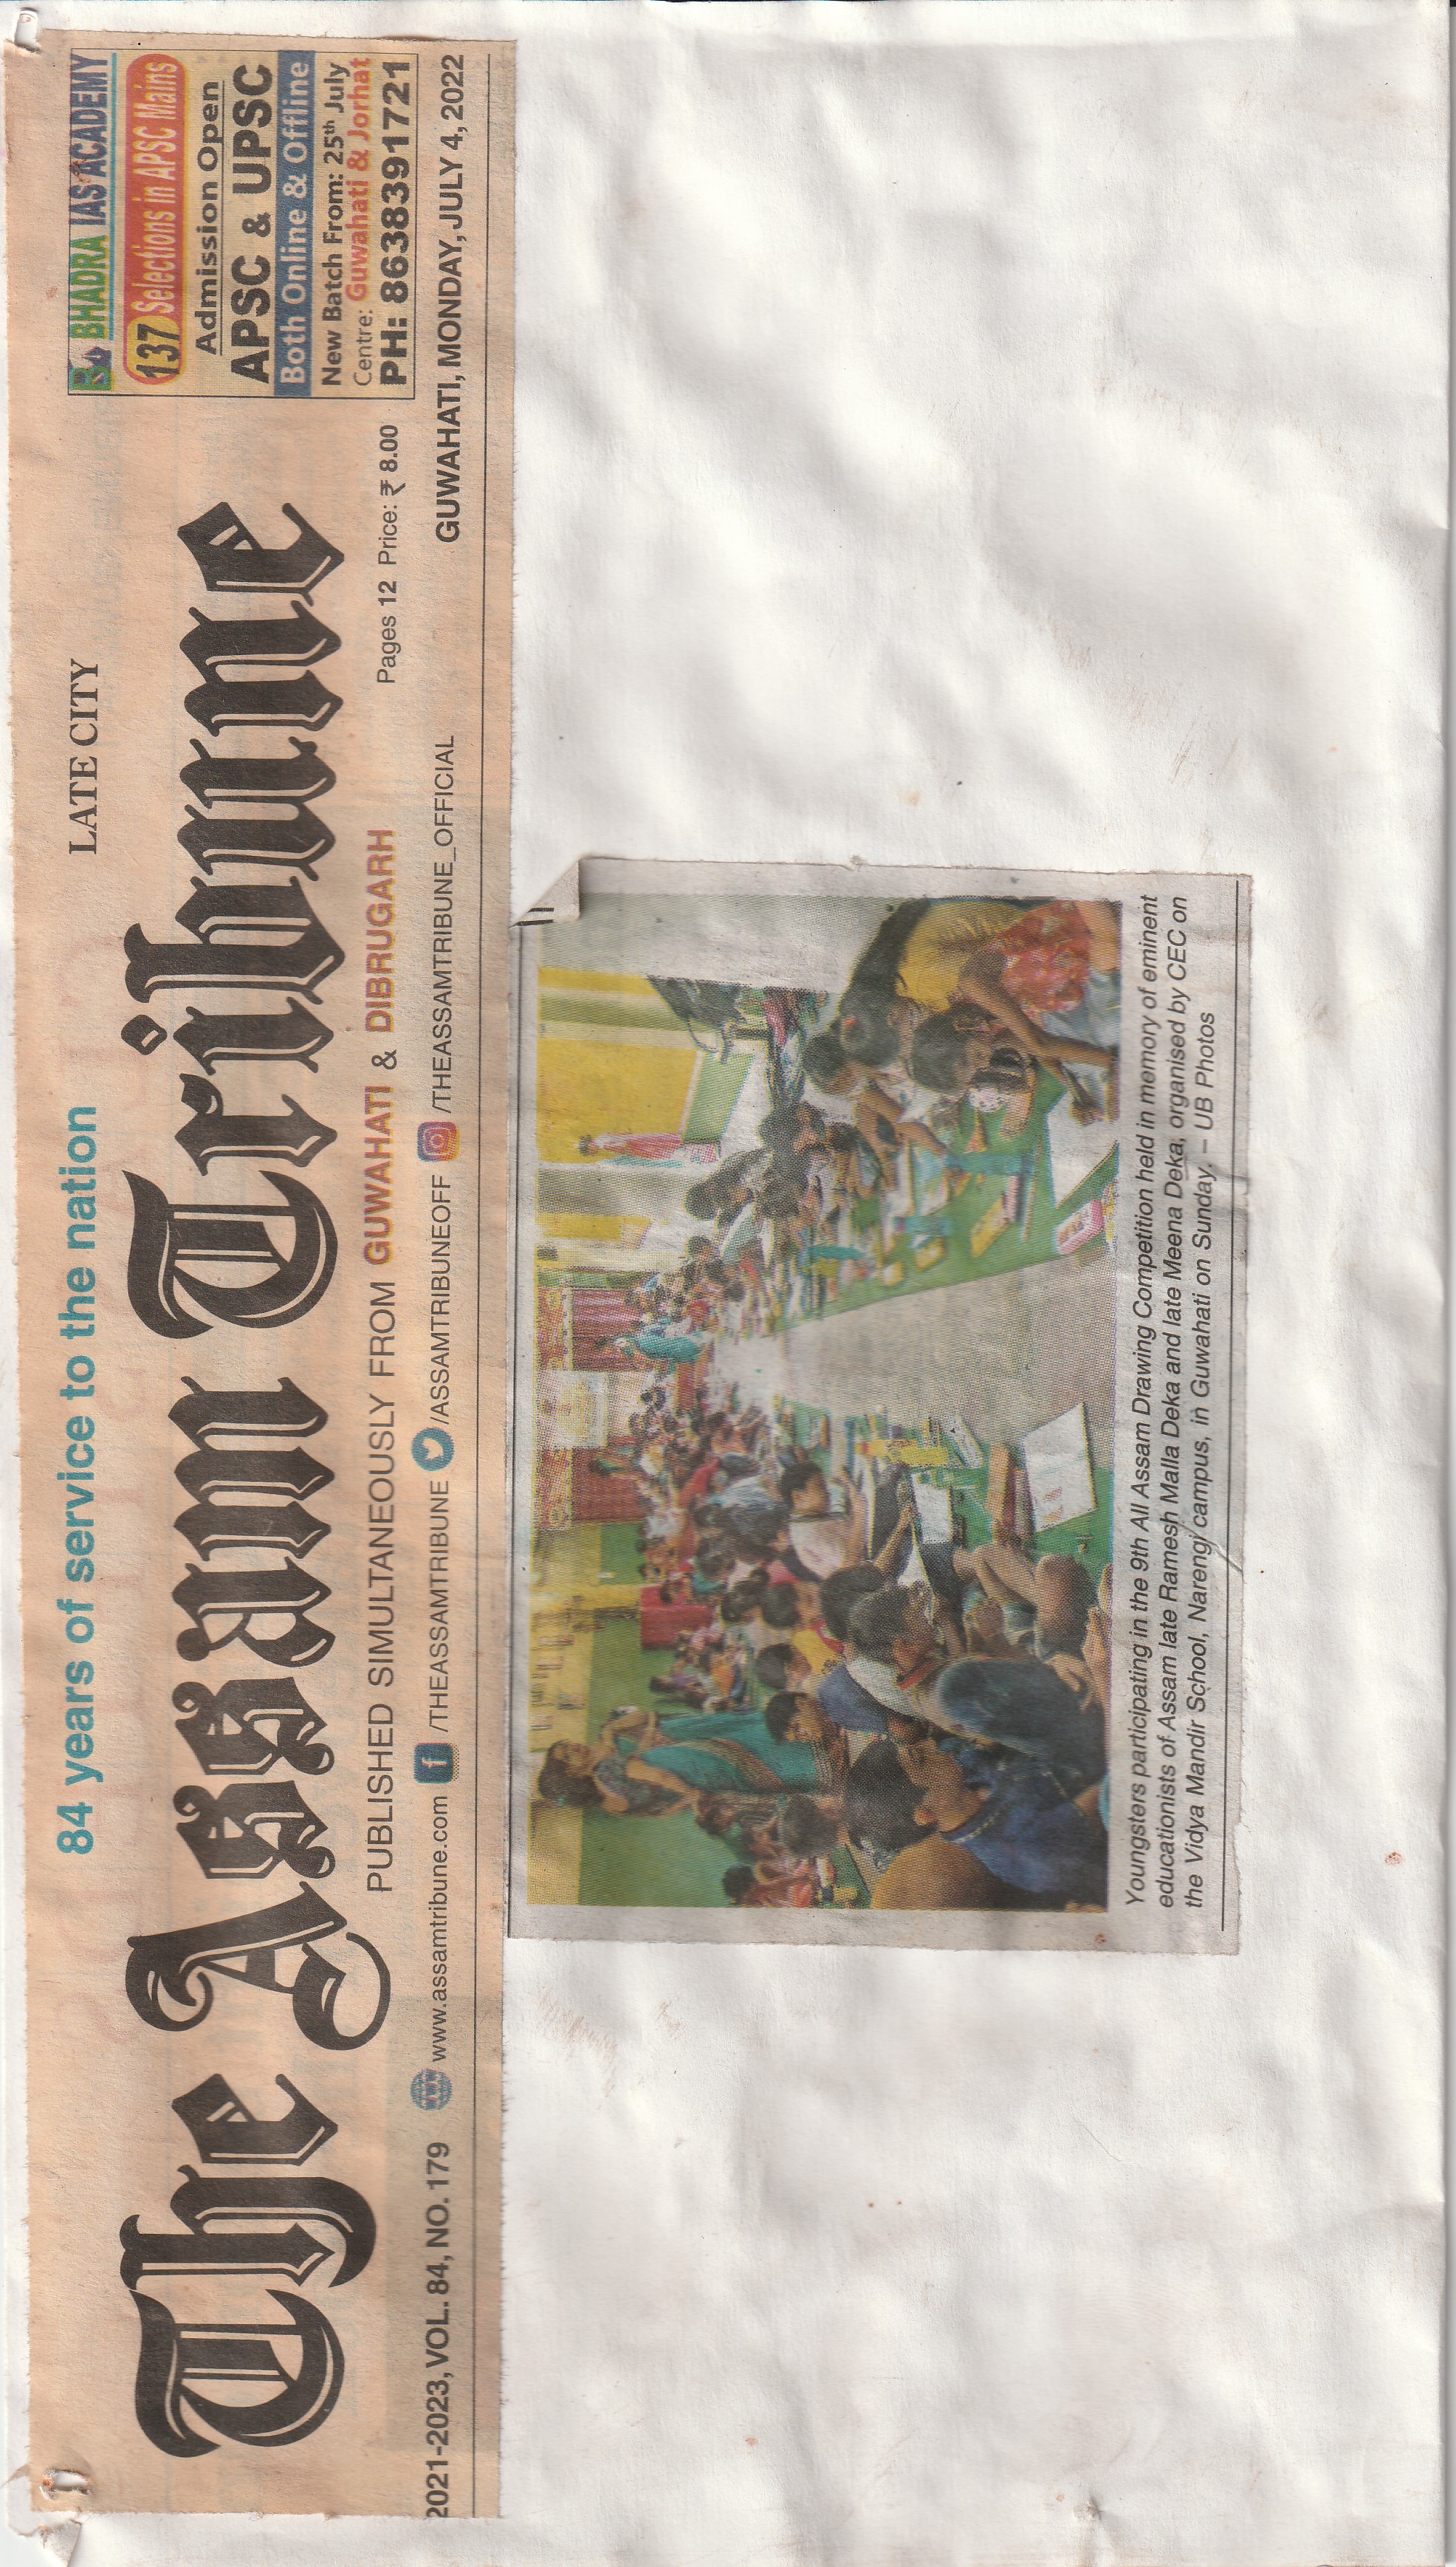 84 years of service to the nation
LATE CITY
The Assam Tribune
PUBLISHED SIMULTANEOUSLY FROM GUWAHATI & DIBRUGARH
Pages 12 Price: ₹ 8.00
BHADRA IAS ACADEMY
137 Selections in APSC Mains
Admission Open
APSC & UPSC
Both Online & Offline
New Batch From: 25th July
Centre: Guwahati & Jorhat
PH: 8638391721
2021-2023, VOL. 84, NO. 179 www.assamtribune.com /THEASSAMTRIBUNE /ASSAMTRIBUNEOFF /THEASSAMTRIBUNE_OFFICIAL GUWAHATI, MONDAY, JULY 4, 2022
Youngsters participating in the 9th All Assam Drawing Competition held in memory of eminent
educationists of Assam late Ramesh Malla Deka and late Meena Deka, organised by CEC on
the Vidya Mandir School, Narengi campus, in Guwahati on Sunday. – UB Photos